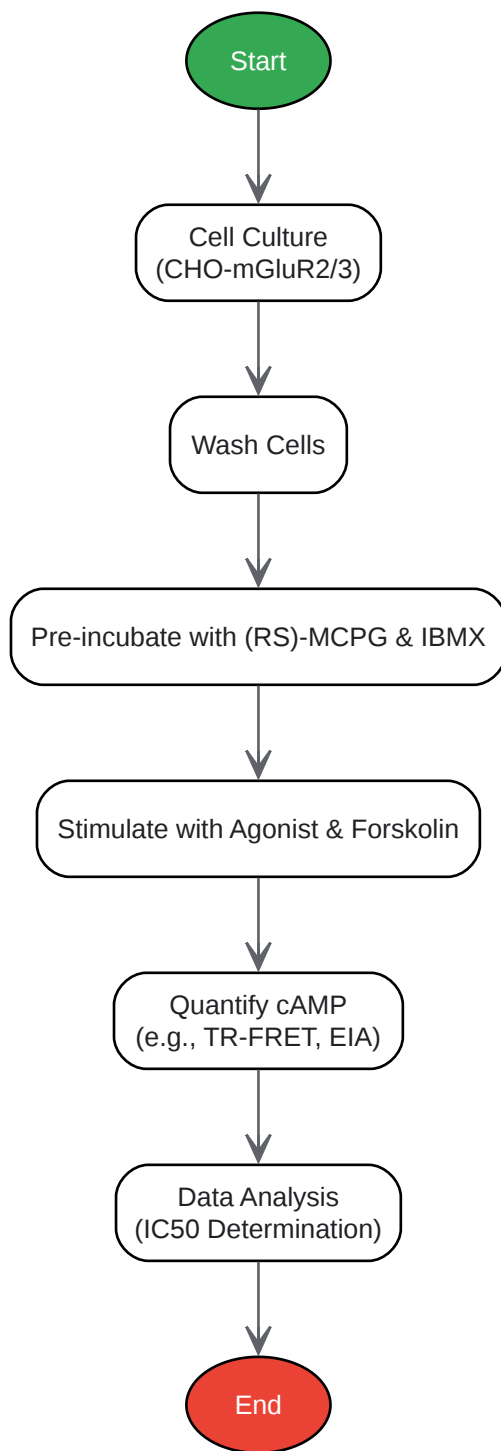 Start
Cell Culture
(CHO-mGluR2/3)
Wash Cells
Pre-incubate with (RS)-MCPG & IBMX
Stimulate with Agonist & Forskolin
Quantify cAMP
(e.g., TR-FRET, EIA)
Data Analysis
(IC50 Determination)
End